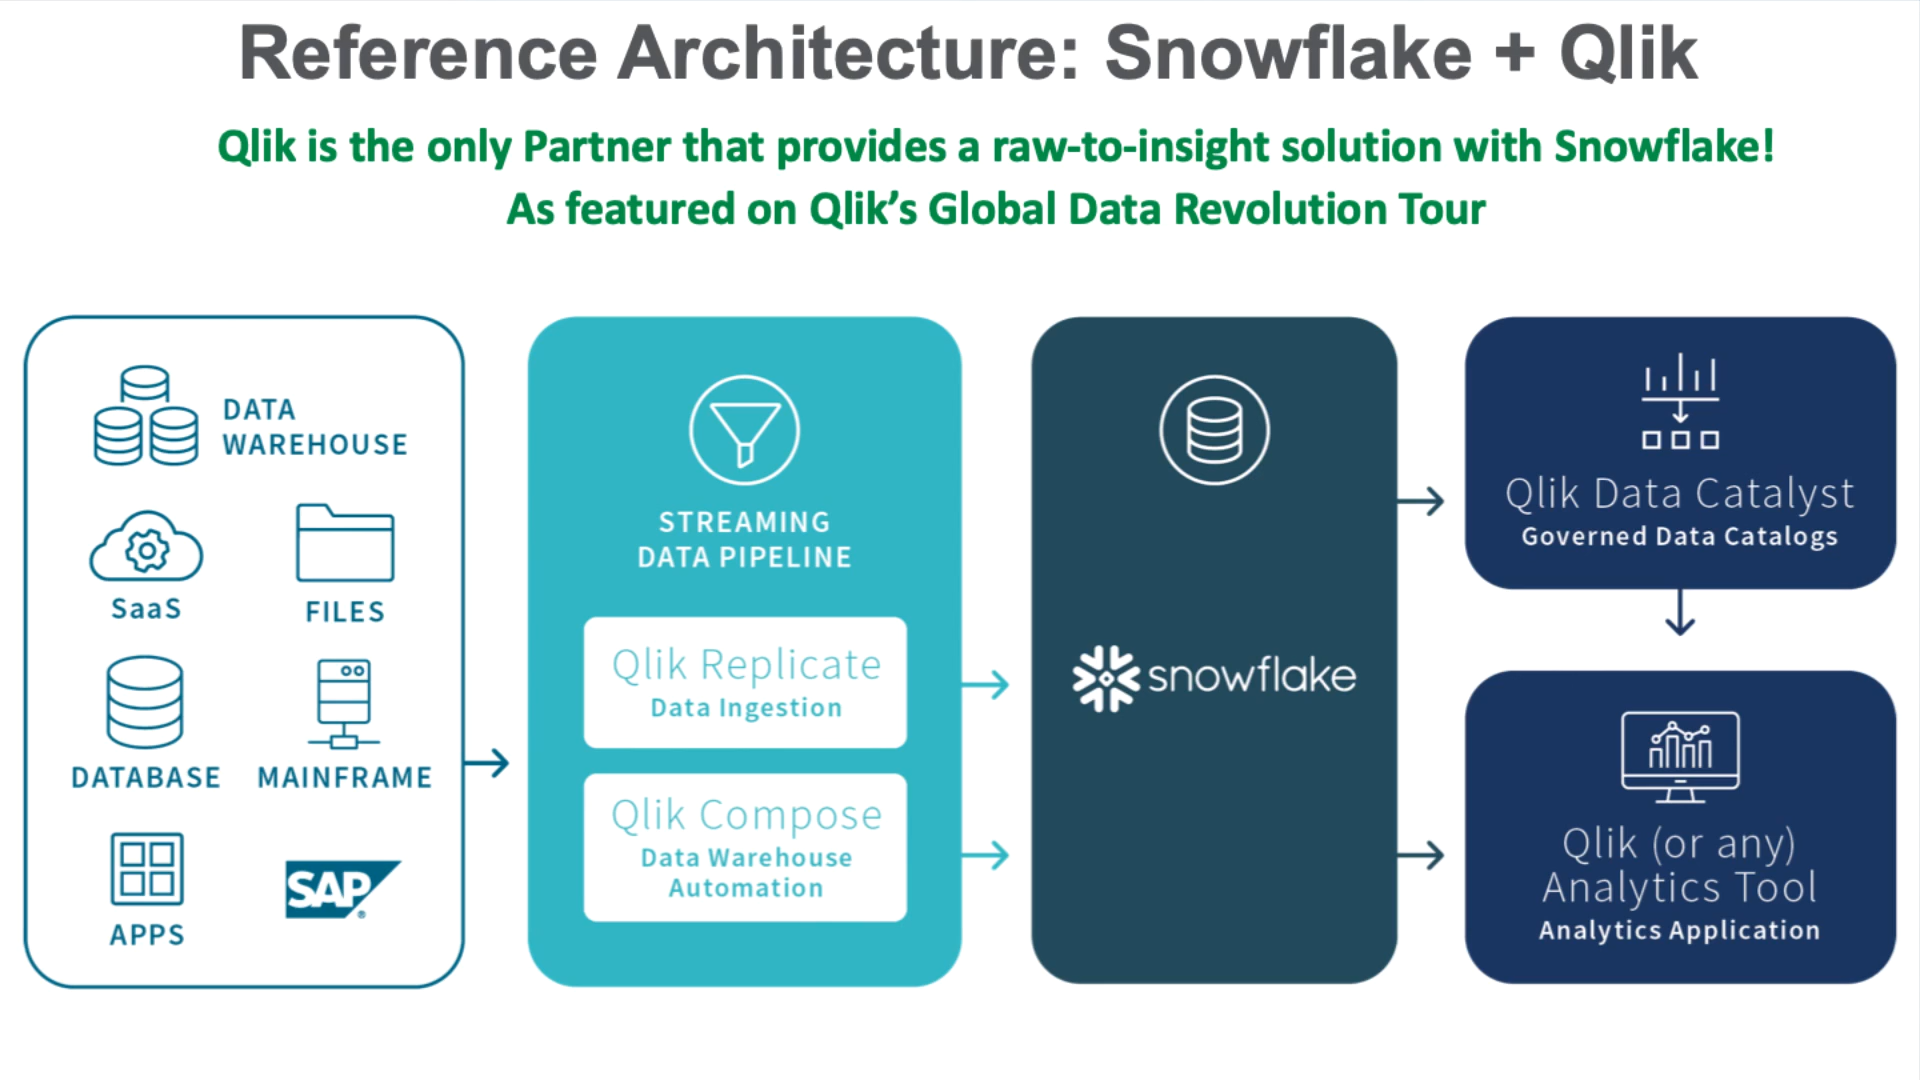 Reference Architecture: Snowflake + Qlik
Qlik is the only Partner that provides a raw-to-insight solution with Snowflake!
As featured on Qlik’s Global Data Revolution Tour
DATA
WAREHOUSE
SaaS
FILES
DATABASE
MAINFRAME
APPS
SAP®
STREAMING
DATA PIPELINE
Qlik Replicate
Data Ingestion
Qlik Compose
Data Warehouse
Automation
snowflake
Qlik Data Catalyst
Governed Data Catalogs
Qlik (or any)
Analytics Tool
Analytics Application